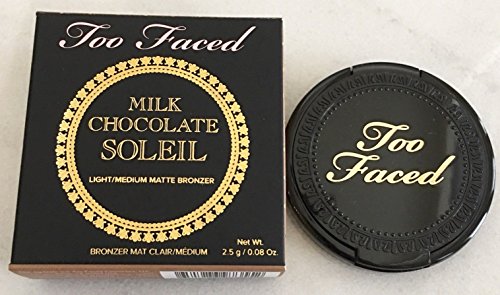 Too Faced
MILK
CHOCOLATE
SOLEIL
LIGHT/MEDIUM MATTE BRONZER
Net Wt.
BRONZER MAT CLAIR/MÉDIUM
2.5 g / 0.08 Oz.
Too
Faced